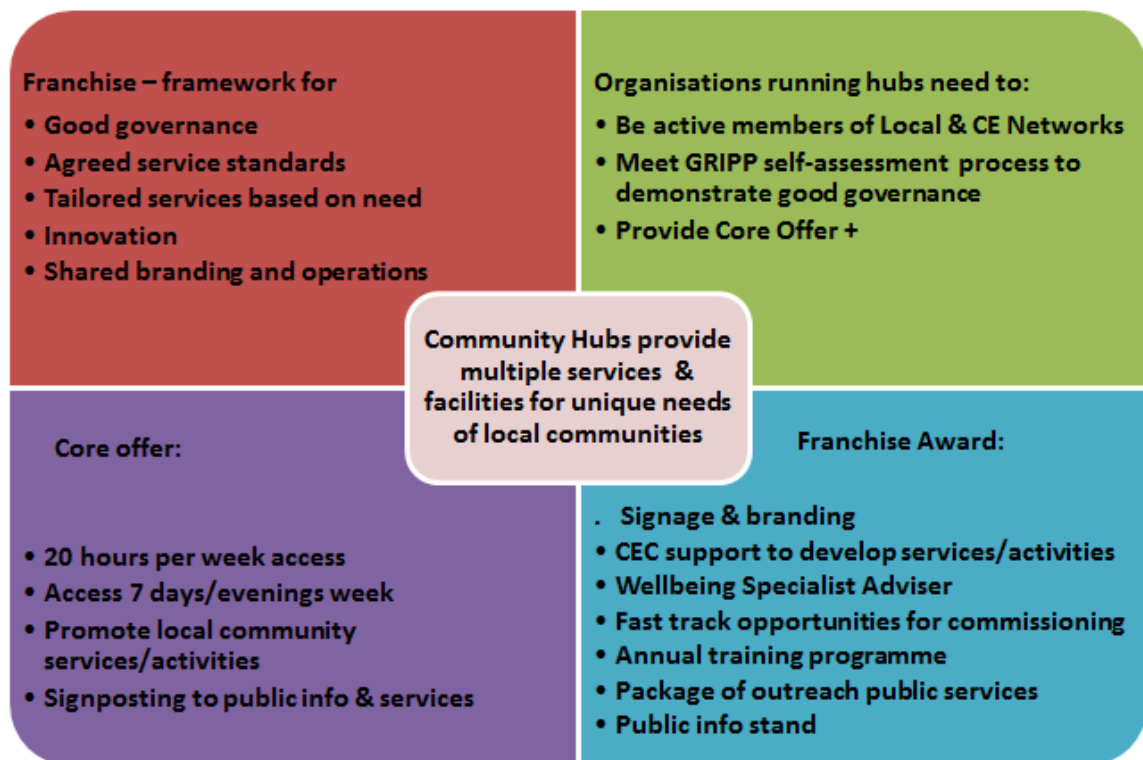 Franchise – framework for
• Good governance
• Agreed service standards
• Tailored services based on need
• Innovation
• Shared branding and operations
Organisations running hubs need to:
• Be active members of Local & CE Networks
• Meet GRIPP self-assessment process to
demonstrate good governance
• Provide Core Offer +
Community Hubs provide
multiple services &
facilities for unique needs
of local communities
Core offer:
• 20 hours per week access
• Access 7 days/evenings week
• Promote local community
services/activities
• Signposting to public info & services
Franchise Award:
. Signage & branding
• CEC support to develop services/activities
• Wellbeing Specialist Adviser
• Fast track opportunities for commissioning
• Annual training programme
• Package of outreach public services
• Public info stand